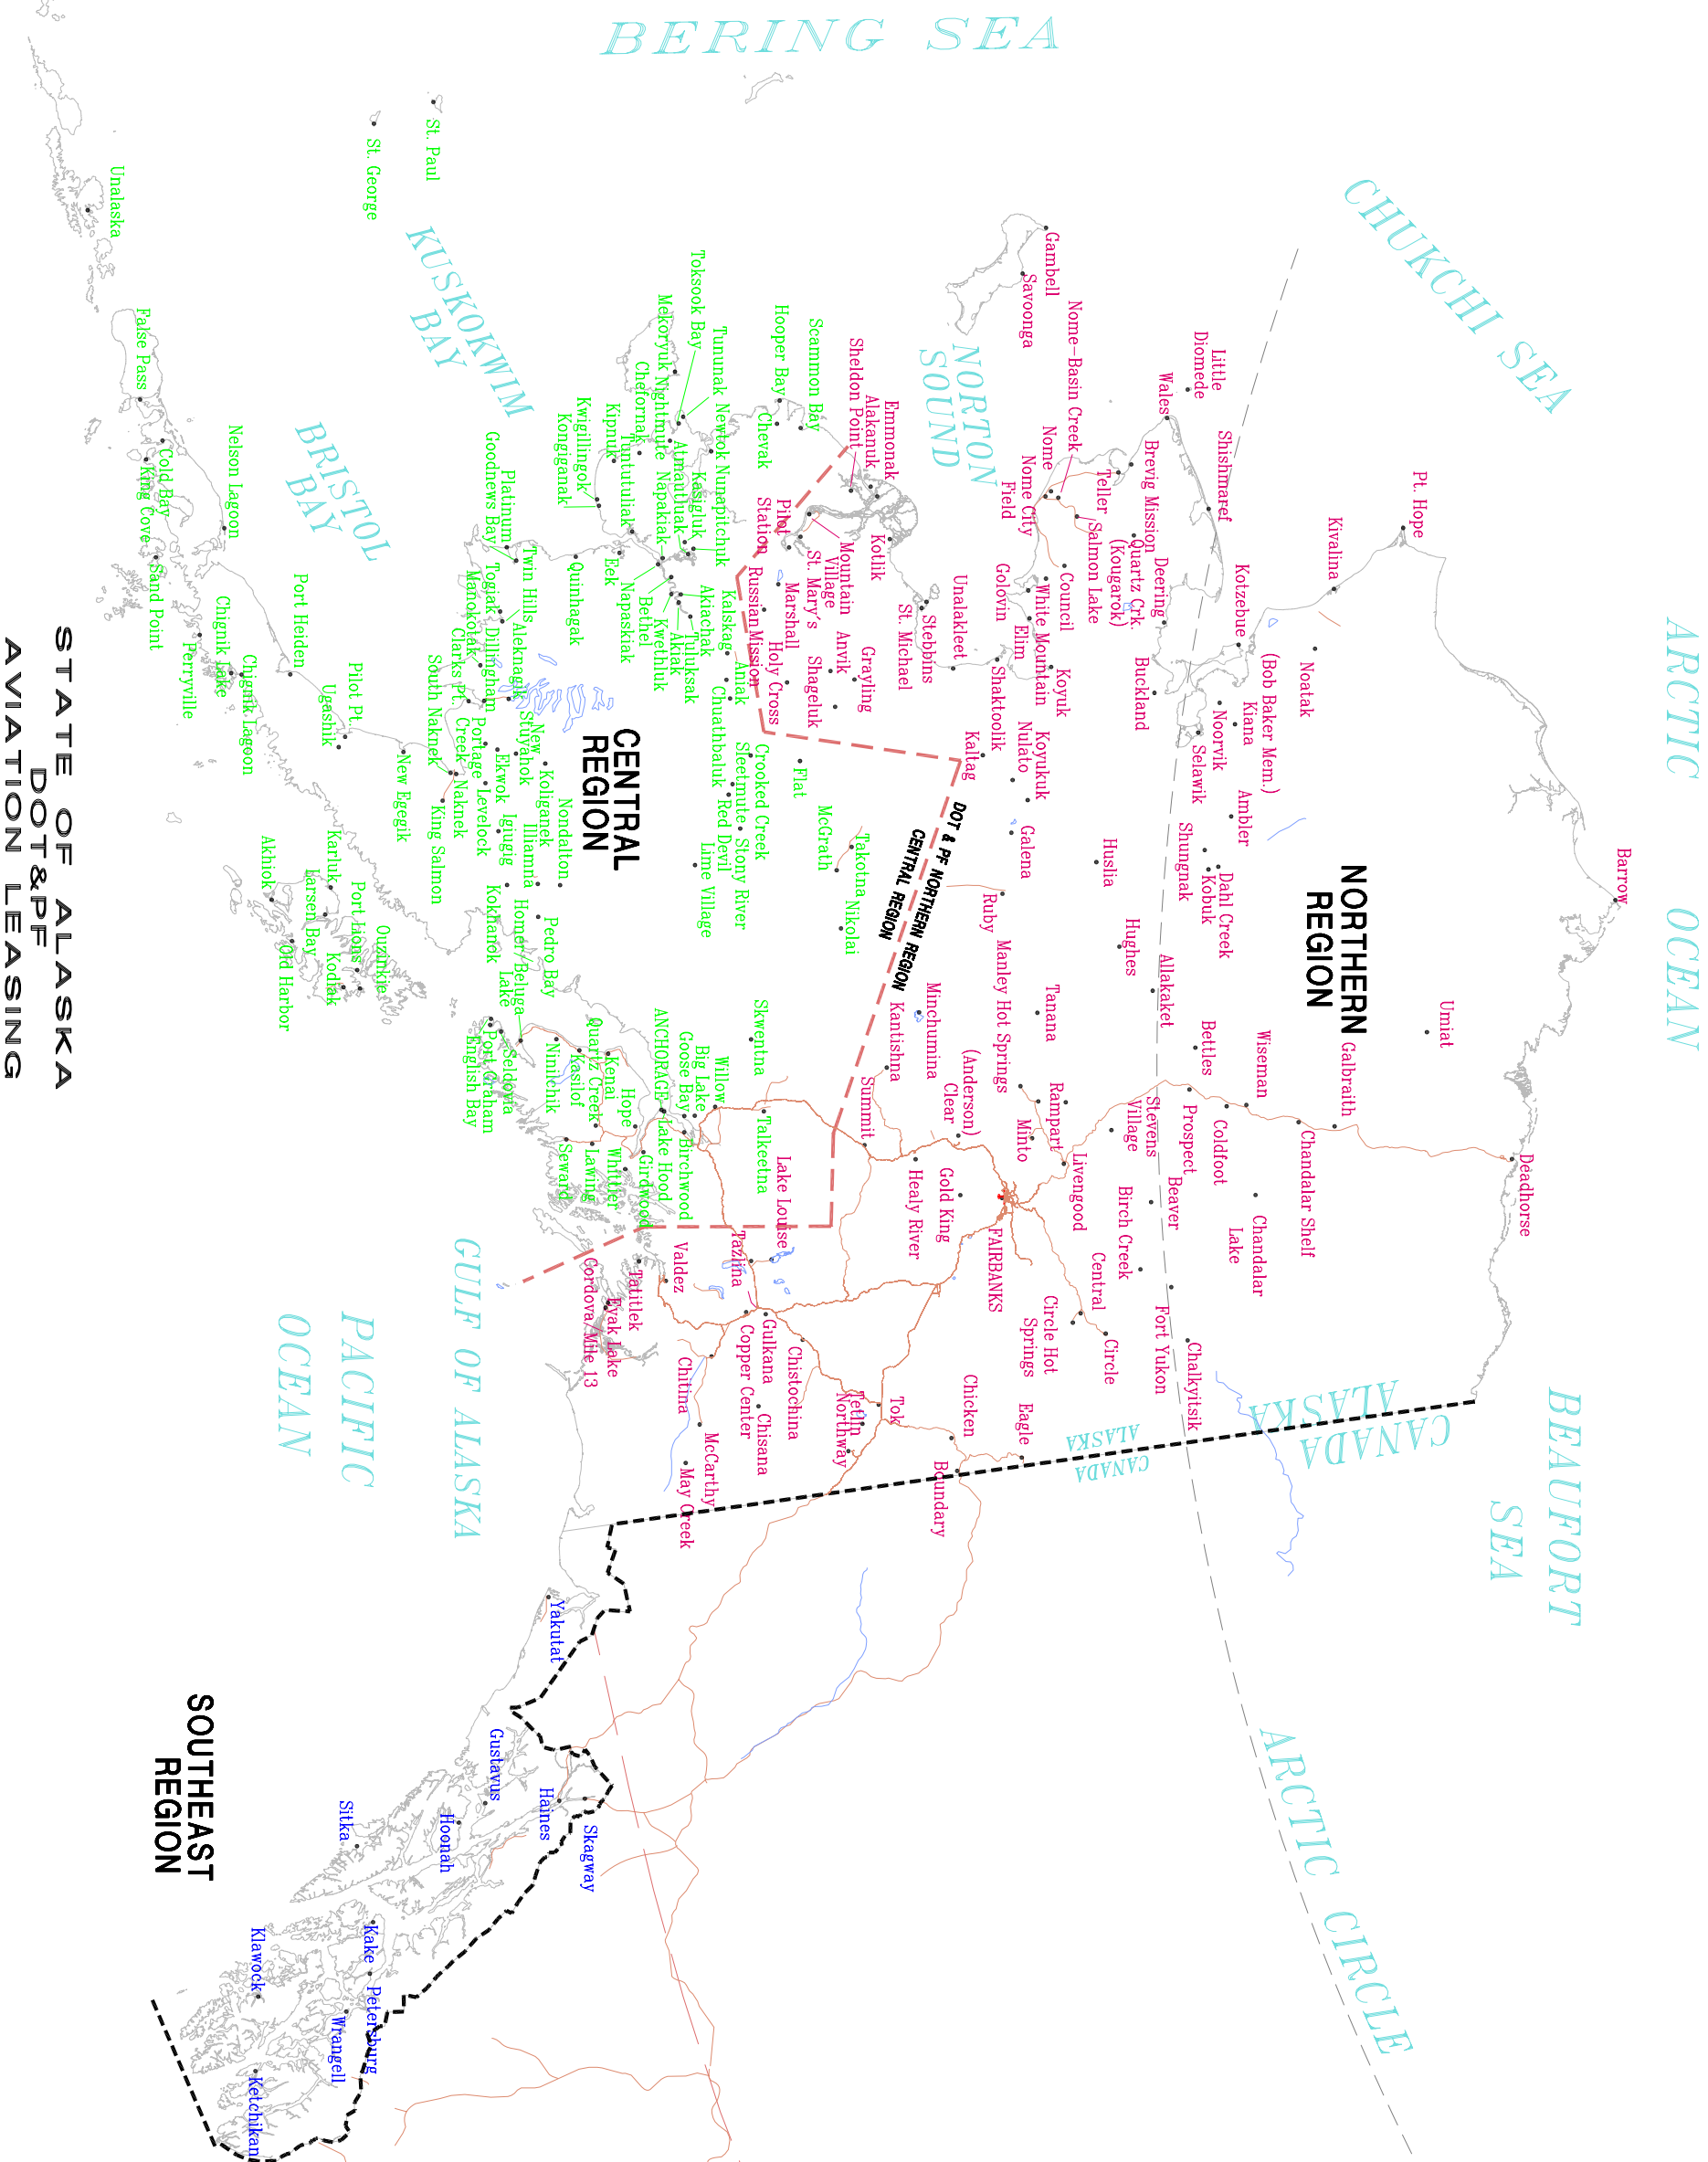 BERING SEA
CHUKCHI SEA
ARCTIC OCEAN
BEAUFORT
SEA
ARCTIC CIRCLE
NORTON
SOUND
KUSKOKWIM
BAY
BRISTOL
BAY
GULF OF ALASKA
PACIFIC
OCEAN
ALASKA
CANADA
ALASKA
CANADA
NORTHERN
REGION
CENTRAL
REGION
SOUTHEAST
REGION
DOT & PF NORTHERN REGION
CENTRAL REGION
Barrow
Pt. Hope
Kivalina
Noatak
Kotzebue
(Bob Baker Mem.)
Kiana
Noorvik
Selawik
Ambler
Shungnak
Dahl Creek
Kobuk
Umiat
Deadhorse
Galbraith
Chandalar Shelf
Wiseman
Chandalar
Lake
Coldfoot
Bettles
Prospect
Allakaket
Stevens
Village
Beaver
Birch Creek
Fort Yukon
Chalkyitsik
Little
Diomede
Wales
Shishmaref
Brevig Mission
Teller
Deering
Quartz Crk.
(Kougarok)
Salmon Lake
Buckland
Gambell
Savoonga
Nome-Basin Creek
Nome
Nome City
Field
Council
White Mountain
Golovin
Elim
Koyuk
Shaktoolik
Unalakleet
Stebbins
St. Michael
Kotlik
Emmonak
Alakanuk
Sheldon Point
Mountain
Village
St. Mary's
Pilot
Station
Marshall
Russian Mission
Holy Cross
Anvik
Grayling
Shageluk
Kaltag
Nulato
Koyukuk
Galena
Huslia
Hughes
Ruby
Tanana
Manley Hot Springs
Minchumina
Kantishna
(Anderson)
Clear
Summit
Rampart
Minto
Livengood
Healy River
Gold King
FAIRBANKS
Central
Circle Hot
Springs
Circle
Chicken
Eagle
Boundary
Tok
Tetlin
Northway
Chistochina
Gulkana
Copper Center
Chisana
Chitina
McCarthy
May Creek
Tazlina
Lake Louise
Valdez
Tatitlek
Eyak Lake
Cordova/Mile 13
Scammon Bay
Hooper Bay
Chevak
Toksook Bay
Tununak
Newtok
Nunapitchuk
Mekoryuk
Nightmute
Kasigluk
Atmautluak
Chefornak
Napakiak
Tuntutuliak
Kipnuk
Kwigillingok
Kongiganak
Akiachak
Tuluksak
Akiak
Kwethluk
Bethel
Napaskiak
Eek
Quinhagak
Platinum
Goodnews Bay
Kalskag
Aniak
Chuathbaluk
Crooked Creek
Sleetmute
Red Devil
Stony River
Lime Village
Flat
McGrath
Takotna
Nikolai
Twin Hills
Togiak
Manokotak
Aleknagik
Dillingham
Clarks Pt.
New
Stuyahok
Koliganek
Ekwok
Portage
Creek
Levelock
Igiugig
Iliamna
Nondalton
Kokhanok
Pedro Bay
South Naknek
Naknek
King Salmon
New Egegik
Pilot Pt.
Ugashik
Port Heiden
Chignik Lagoon
Chignik Lake
Perryville
Nelson Lagoon
Sand Point
Cold Bay
King Cove
False Pass
Unalaska
St. Paul
St. George
Akhiok
Karluk
Larsen Bay
Port Lions
Ouzinkie
Kodiak
Old Harbor
Skwentna
Talkeetna
Willow
Big Lake
Goose Bay
Birchwood
ANCHORAGE
Lake Hood
Girdwood
Hope
Whittier
Kenai
Quartz Creek
Lawing
Kasilof
Seward
Ninilchik
Homer/Beluga
Lake
Seldovia
Port Graham
English Bay
Yakutat
Gustavus
Haines
Skagway
Hoonah
Sitka
Kake
Petersburg
Wrangell
Klawock
Ketchikan
STATE OF ALASKA
DOT&PF
AVIATION LEASING